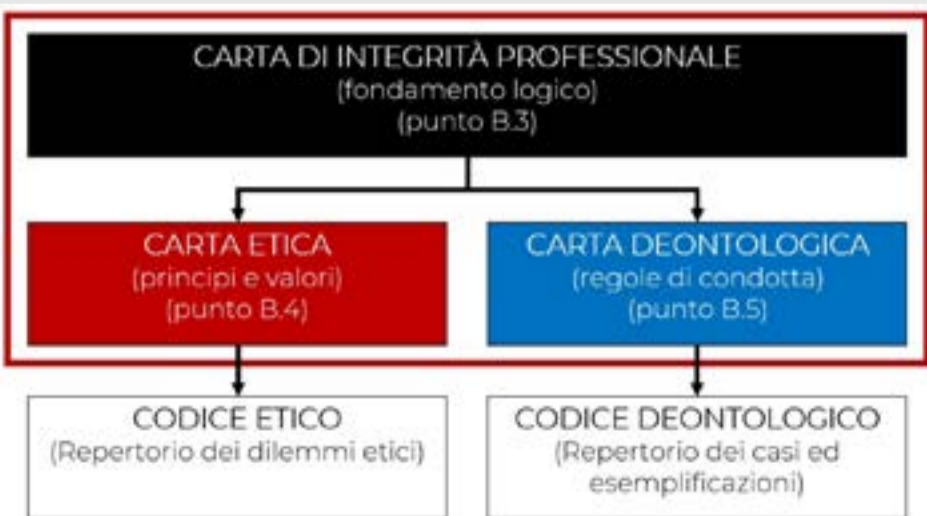 CARTA DI INTEGRITÀ PROFESSIONALE
(fondamento logico)
(punto B.3)
CARTA ETICA
(principi e valori)
(punto B.4)
CARTA DEONTOLOGICA
(regole di condotta)
(punto B.5)
CODICE ETICO
(Repertorio dei dilemmi etici)
CODICE DEONTOLOGICO
(Repertorio dei casi ed
esemplificazioni)